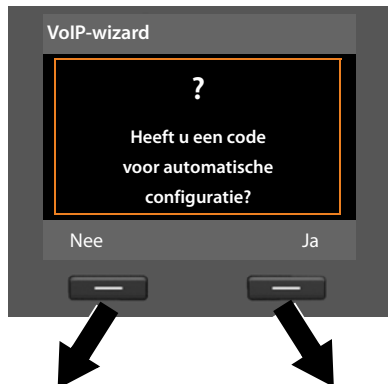 VoIP-wizard
?
Heeft u een code
voor automatische
configuratie?
Nee Ja